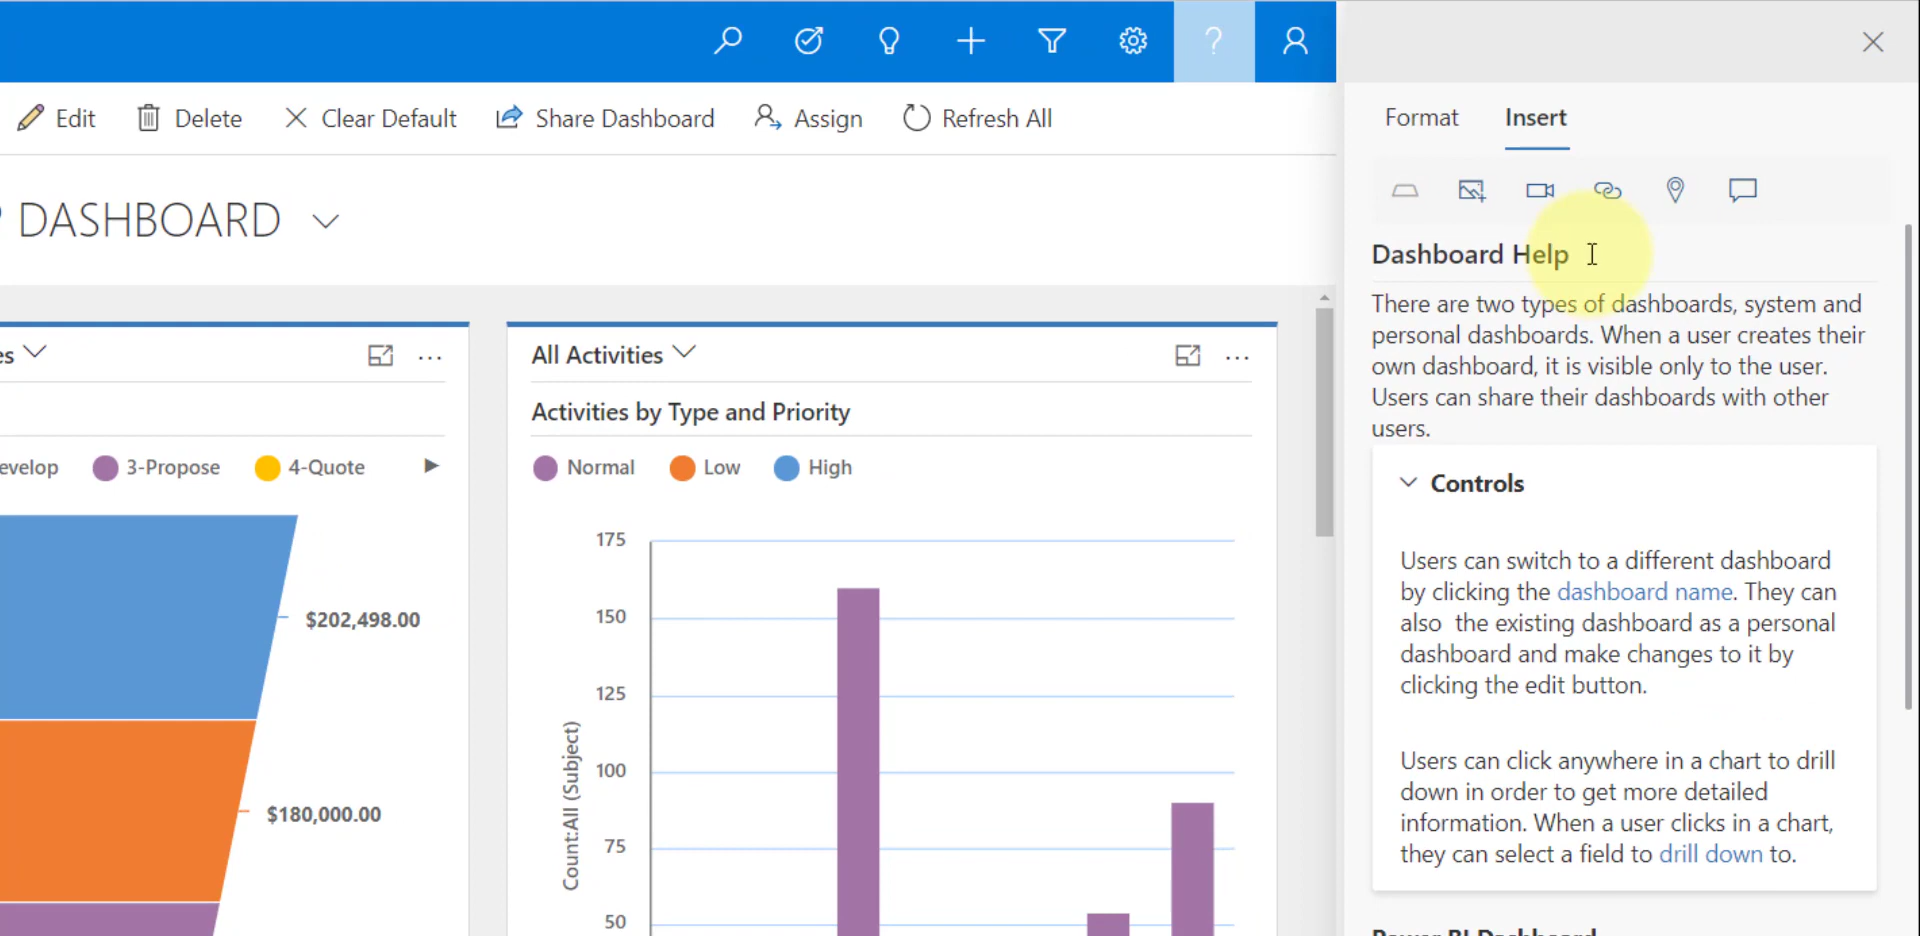 Edit Delete Clear Default Share Dashboard Assign Refresh All
DASHBOARD
es
evelop 3-Propose 4-Quote
$202,498.00
$180,000.00
All Activities
Activities by Type and Priority
Normal Low High
175
150
125
100
75
50
Count:All (Subject)
Format Insert
Dashboard Help
There are two types of dashboards, system and
personal dashboards. When a user creates their
own dashboard, it is visible only to the user.
Users can share their dashboards with other
users.
Controls
Users can switch to a different dashboard
by clicking the dashboard name. They can
also the existing dashboard as a personal
dashboard and make changes to it by
clicking the edit button.
Users can click anywhere in a chart to drill
down in order to get more detailed
information. When a user clicks in a chart,
they can select a field to drill down to.
Power BI Dashboard